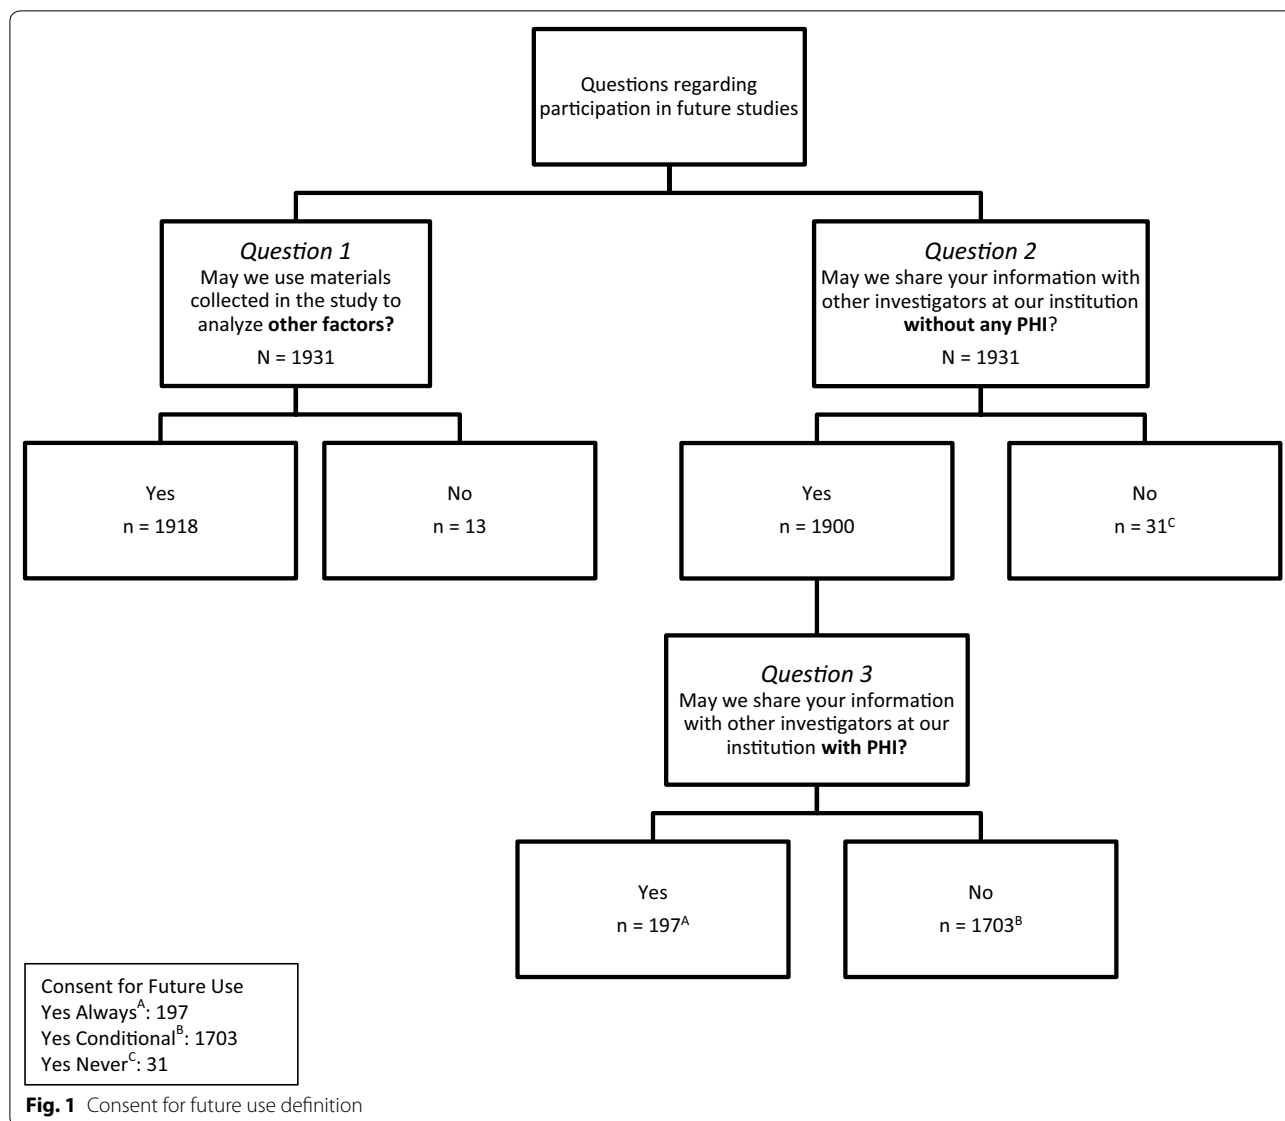 Questions regarding
participation in future studies
Question 1
May we use materials
collected in the study to
analyze other factors?
N = 1931
Question 2
May we share your information with
other investigators at our institution
without any PHI?
N = 1931
Yes
n = 1918
No
n = 13
Yes
n = 1900
No
n = 31C
Question 3
May we share your information
with other investigators at our
institution with PHI?
Yes
n = 197A
No
n = 1703B
Consent for Future Use
Yes AlwaysA: 197
Yes ConditionalB: 1703
Yes NeverC: 31
Fig. 1 Consent for future use definition